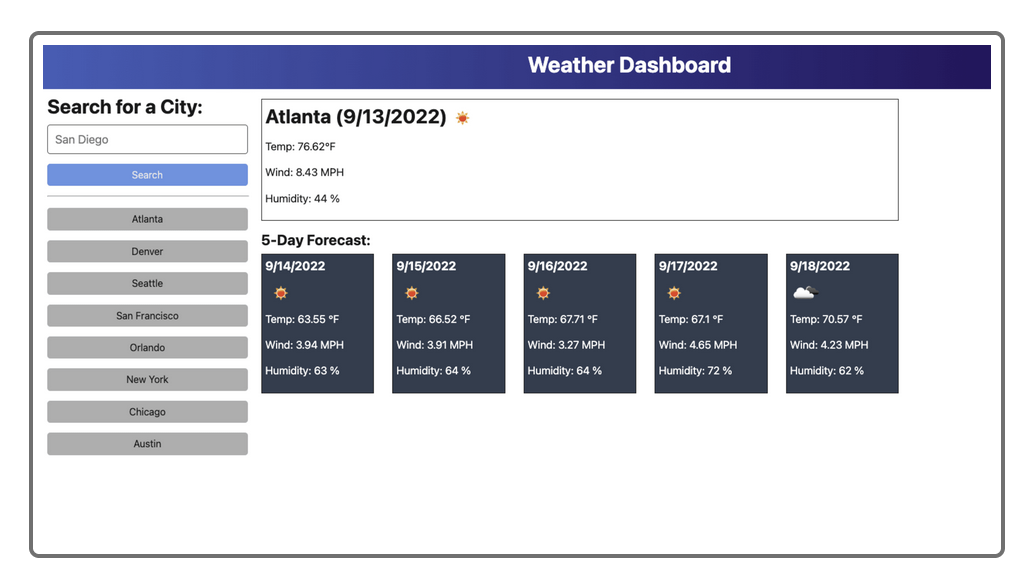 Weather Dashboard
Search for a City:
San Diego
Search
Atlanta
Denver
Seattle
San Francisco
Orlando
New York
Chicago
Austin
Atlanta (9/13/2022)
Temp: 76.62°F
Wind: 8.43 MPH
Humidity: 44 %
5-Day Forecast:
9/14/2022
Temp: 63.55 °F
Wind: 3.94 MPH
Humidity: 63 %
9/15/2022
Temp: 66.52 °F
Wind: 3.91 MPH
Humidity: 64 %
9/16/2022
Temp: 67.71 °F
Wind: 3.27 MPH
Humidity: 64 %
9/17/2022
Temp: 67.1 °F
Wind: 4.65 MPH
Humidity: 72 %
9/18/2022
Temp: 70.57 °F
Wind: 4.23 MPH
Humidity: 62 %